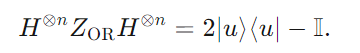 H^{⊗n} Z_{OR} H^{⊗n} = 2|u⟩⟨u| − 𝕀.